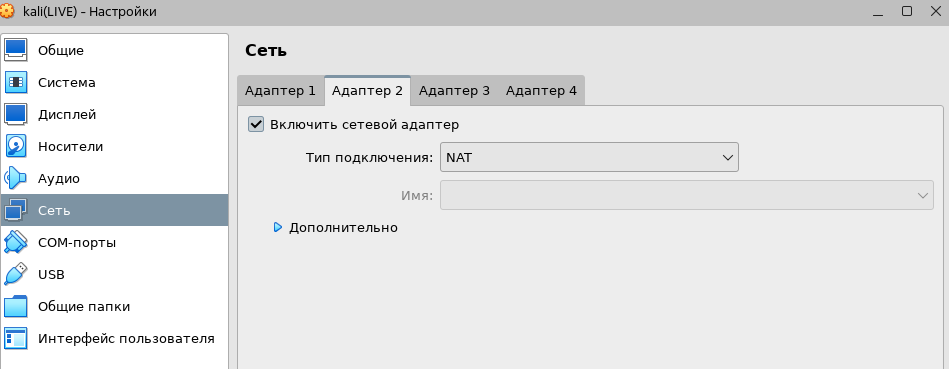 kali(LIVE) – Настройки
Общие
Система
Дисплей
Носители
Аудио
Сеть
COM-порты
USB
Общие папки
Интерфейс пользователя
Сеть
Адаптер 1 Адаптер 2 Адаптер 3 Адаптер 4
Включить сетевой адаптер
Тип подключения: NAT
Имя:
Дополнительно